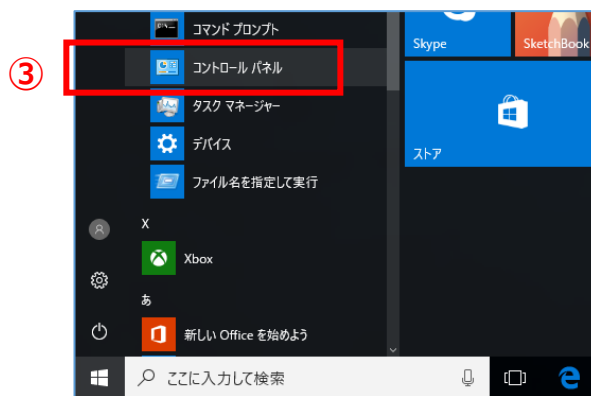 コマンド プロンプト
③
コントロール パネル
タスク マネージャー
デバイス
ファイル名を指定して実行
X
Xbox
あ
新しい Office を始めよう
ここに入力して検索
Skype
SketchBook
ストア